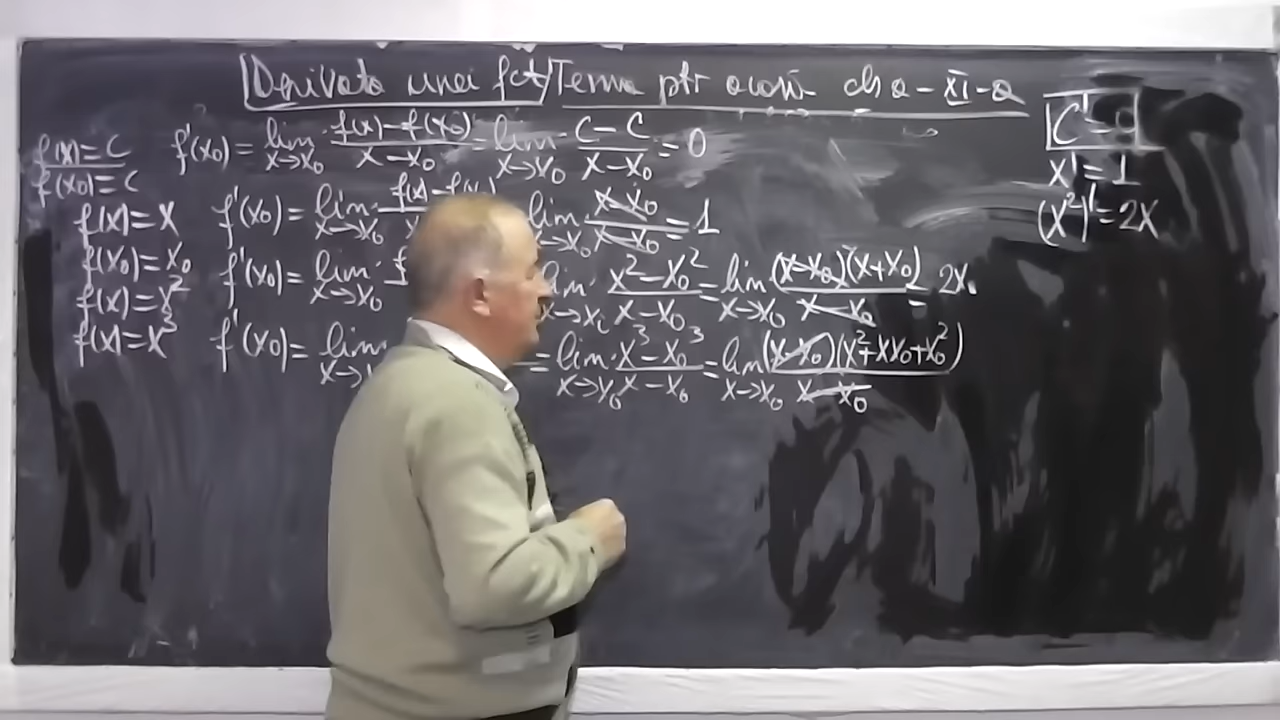 Derivata unei fct/Tema ptr acasă cls a-XI-a
f(x)=C f'(x₀)= lim x→x₀ f(x)-f(x₀)/x-x₀ = lim x→x₀ C-C/x-x₀ = 0 C'=0
f(x₀)=C
x'=1
f(x)=x f'(x₀)= lim x→x₀ f(x)-f(x₀) lim x→x₀ x-x₀/x-x₀ = 1 (x²)'=2x
f(x₀)=x₀ f'(x₀)= lim x→x₀ lim x²-x₀²/x-x₀ = lim x→x₀ (x-x₀)(x+x₀)/x-x₀ = 2x₀
f(x)=x²
f(x)=x³ f'(x₀)= lim = lim x→x₀ x³-x₀³/x-x₀ = lim x→x₀ (x-x₀)(x²+xx₀+x₀²)/x-x₀